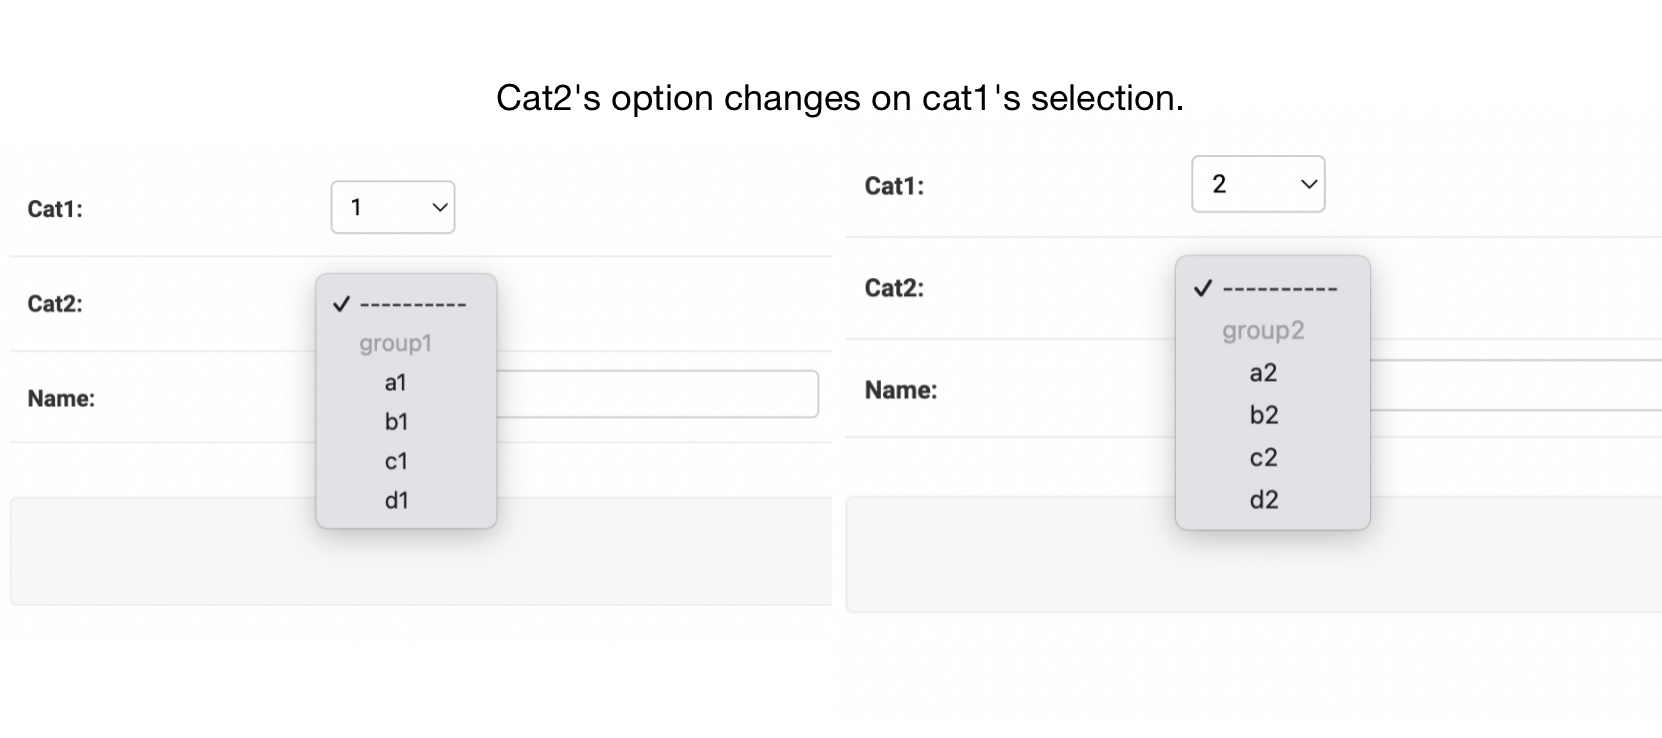 Cat2's option changes on cat1's selection.
Cat1:
1
Cat2:
✓ ----------
group1
a1
b1
c1
d1
Name:
Cat1:
2
Cat2:
✓ ----------
group2
a2
b2
c2
d2
Name: